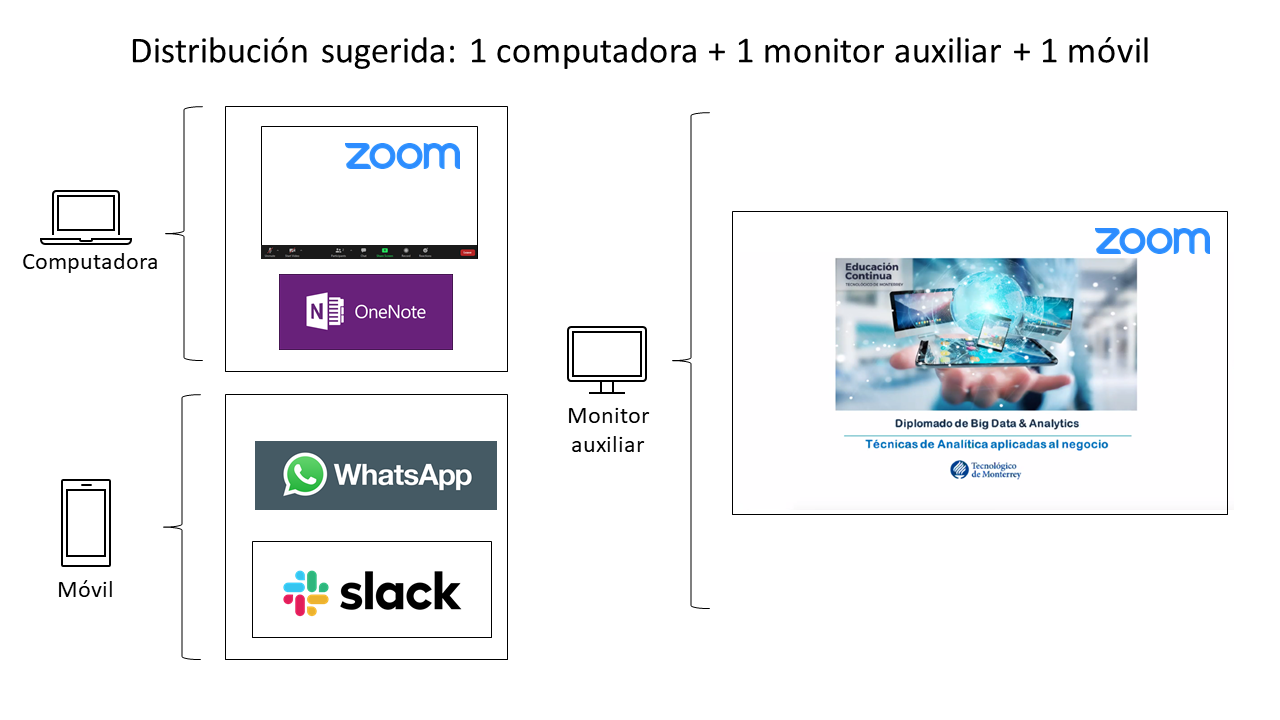 Distribución sugerida: 1 computadora + 1 monitor auxiliar + 1 móvil
zoom
Computadora
N OneNote
WhatsApp
slack
Móvil
Monitor
auxiliar
zoom
Educación
Continua
TECNOLÓGICO DE MONTERREY
Diplomado de Big Data & Analytics
Técnicas de Analítica aplicadas al negocio
Tecnológico
de Monterrey